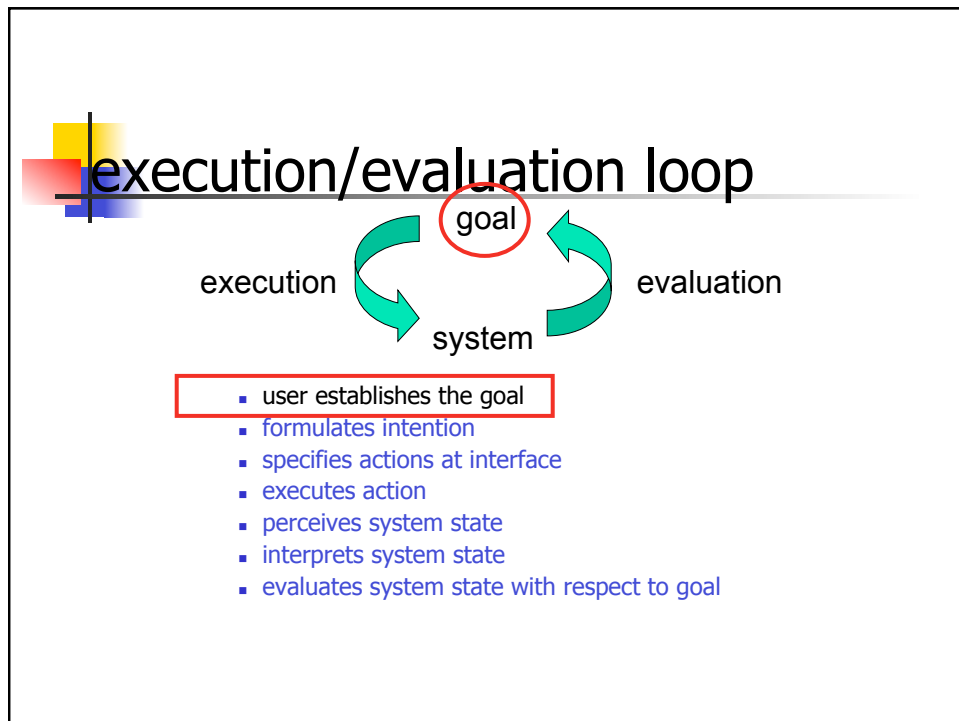 execution/evaluation loop
goal
execution
evaluation
system
user establishes the goal
formulates intention
specifies actions at interface
executes action
perceives system state
interprets system state
evaluates system state with respect to goal